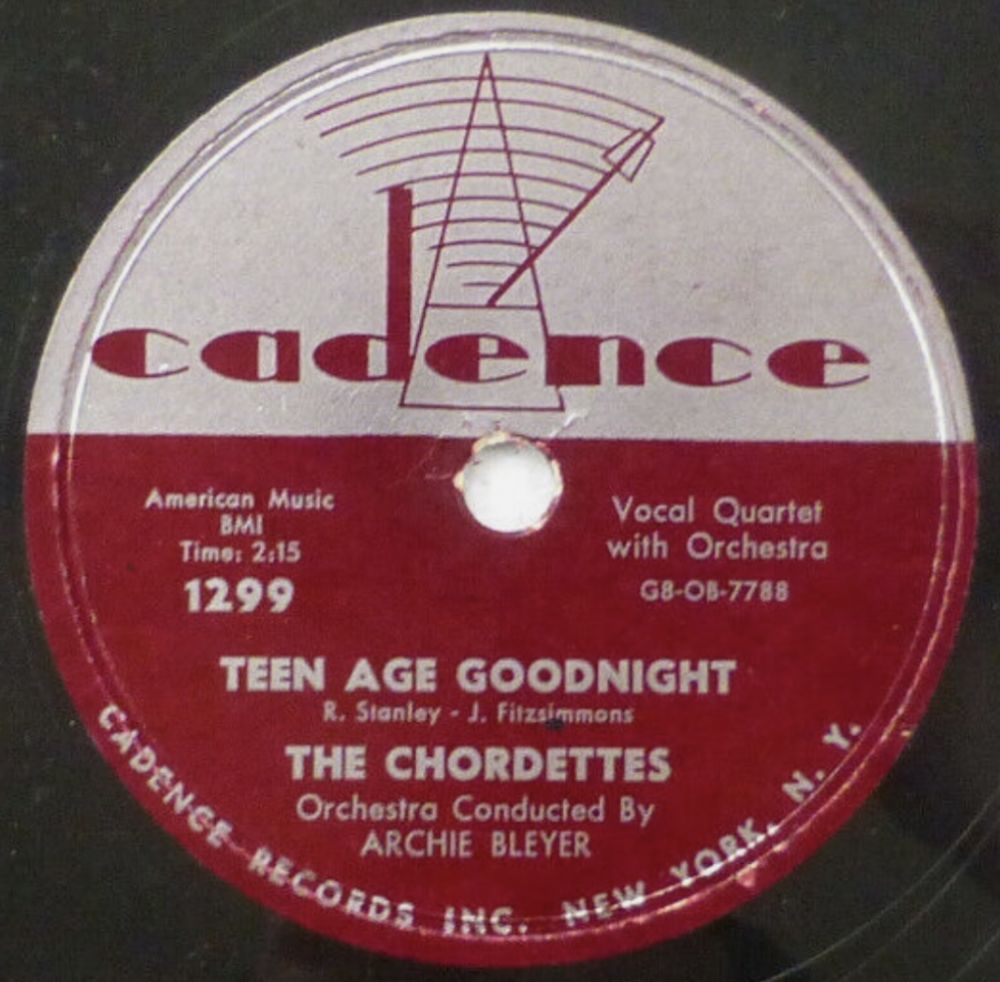 cadence
American Music
BMI
Time: 2:15
1299
Vocal Quartet
with Orchestra
G8-OB-7788
TEEN AGE GOODNIGHT
R. Stanley - J. Fitzsimmons
THE CHORDETTES
Orchestra Conducted By
ARCHIE BLEYER
CADENCE RECORDS INC. NEW YORK, N. Y.